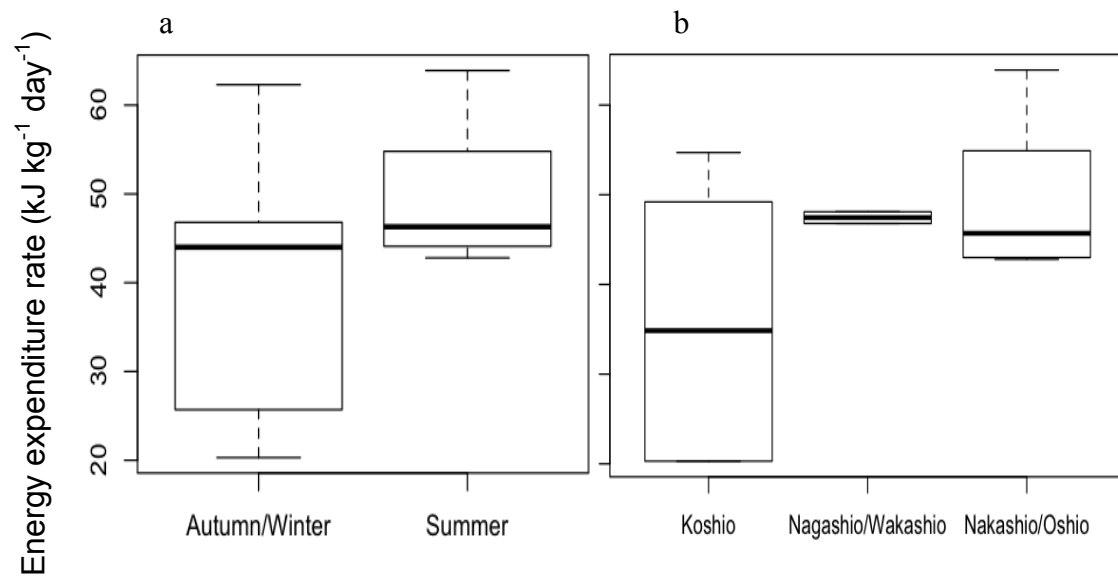 a
b
Energy expenditure rate (kJ kg⁻¹ day⁻¹)
60
50
40
30
20
Autumn/Winter
Summer
Koshio
Nagashio/Wakashio
Nakashio/Oshio